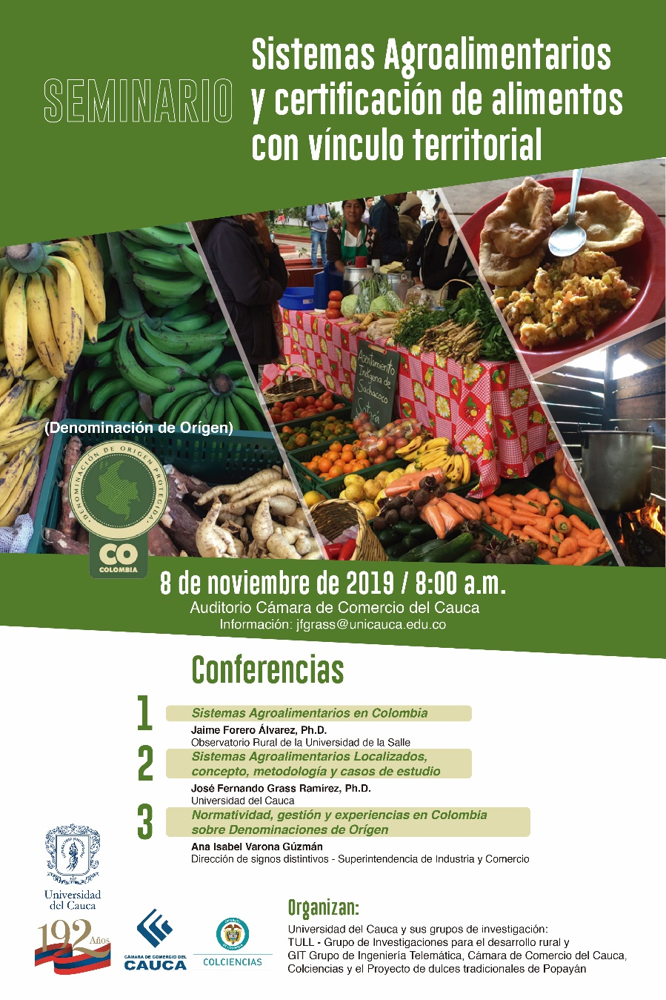 SEMINARIO
Sistemas Agroalimentarios
y certificación de alimentos
con vínculo territorial
Asentamiento
Indígena de
Sachacoco
Sotará
(Denominación de Orígen)
DENOMINACIÓN DE ORIGEN PROTEGIDA
CO
COLOMBIA
8 de noviembre de 2019 / 8:00 a.m.
Auditorio Cámara de Comercio del Cauca
Información: jfgrass@unicauca.edu.co
Conferencias
1
Sistemas Agroalimentarios en Colombia
Jaime Forero Álvarez, Ph.D.
Observatorio Rural de la Universidad de la Salle
2
Sistemas Agroalimentarios Localizados,
concepto, metodología y casos de estudio
José Fernando Grass Ramírez, Ph.D.
Universidad del Cauca
3
Normatividad, gestión y experiencias en Colombia
sobre Denominaciones de Orígen
Ana Isabel Varona Gúzmán
Dirección de signos distintivos - Superintendencia de Industria y Comercio
Universidad
del Cauca
192 Años
CÁMARA DE COMERCIO DEL
CAUCA
COLCIENCIAS
Organizan:
Universidad del Cauca y sus grupos de investigación:
TULL - Grupo de Investigaciones para el desarrollo rural y
GIT Grupo de Ingeniería Telemática, Cámara de Comercio del Cauca,
Colciencias y el Proyecto de dulces tradicionales de Popayán